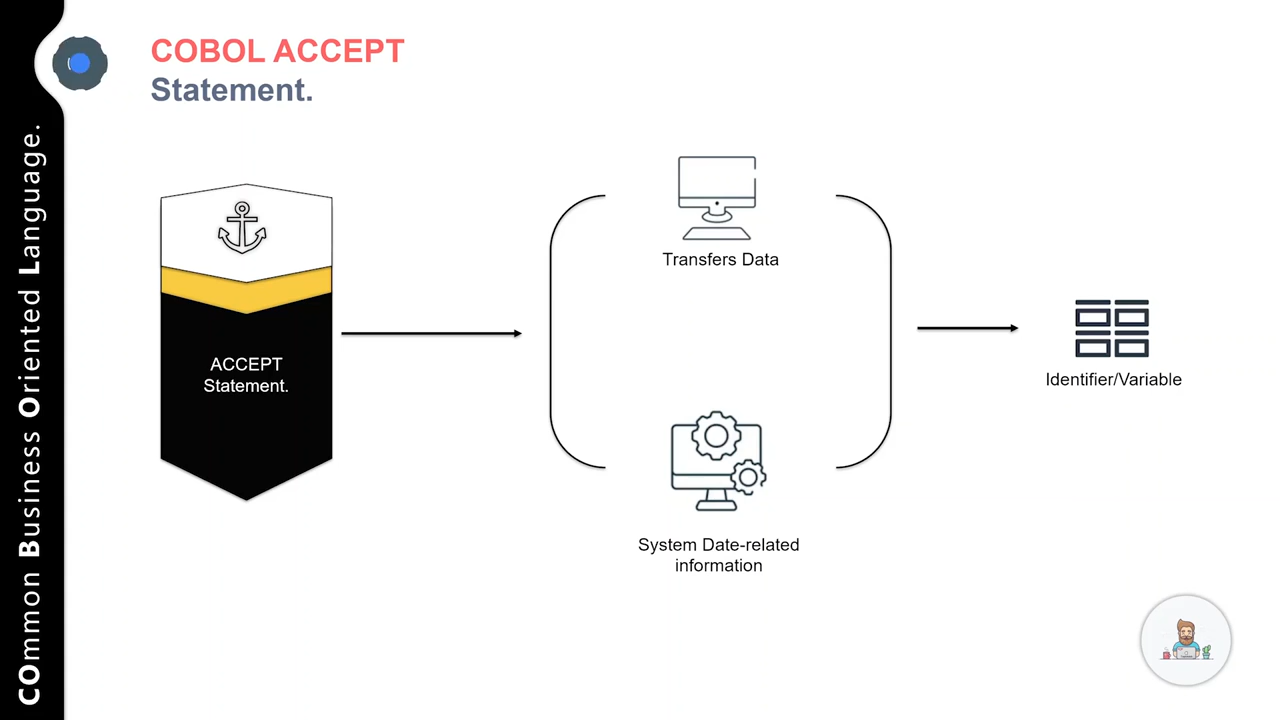 COmmon Business Oriented Language.
COBOL ACCEPT
Statement.
ACCEPT
Statement.
Transfers Data
System Date-related
information
Identifier/Variable